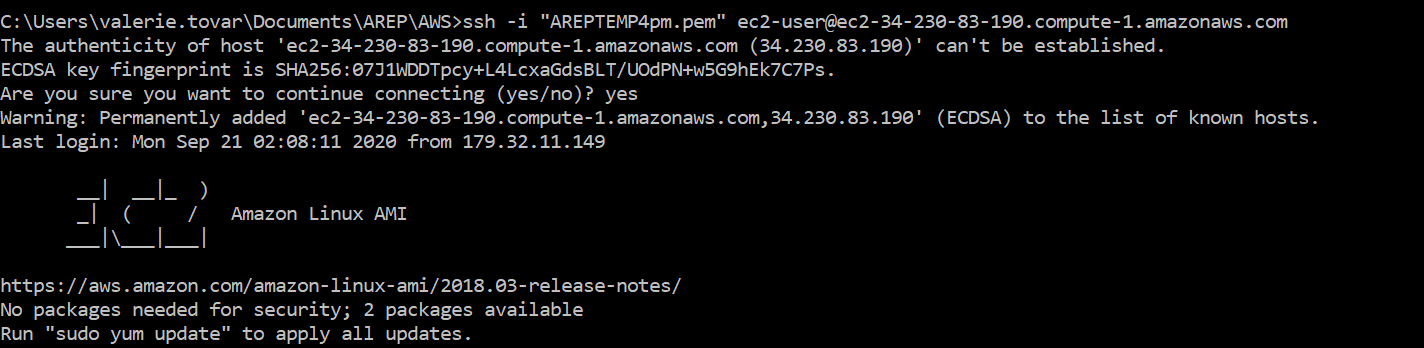 C:\Users\valerie.tovar\Documents\AREP\AWS>ssh -i "AREPTEMP4pm.pem" ec2-user@ec2-34-230-83-190.compute-1.amazonaws.com
The authenticity of host 'ec2-34-230-83-190.compute-1.amazonaws.com (34.230.83.190)' can't be established.
ECDSA key fingerprint is SHA256:07J1WDDTpcy+L4LcxaGdsBLT/UOdPN+w5G9hEk7C7Ps.
Are you sure you want to continue connecting (yes/no)? yes
Warning: Permanently added 'ec2-34-230-83-190.compute-1.amazonaws.com,34.230.83.190' (ECDSA) to the list of known hosts.
Last login: Mon Sep 21 02:08:11 2020 from 179.32.11.149
       __|  __|_  )
       _|  (     /   Amazon Linux AMI
      ___|\___|___|
https://aws.amazon.com/amazon-linux-ami/2018.03-release-notes/
No packages needed for security; 2 packages available
Run "sudo yum update" to apply all updates.